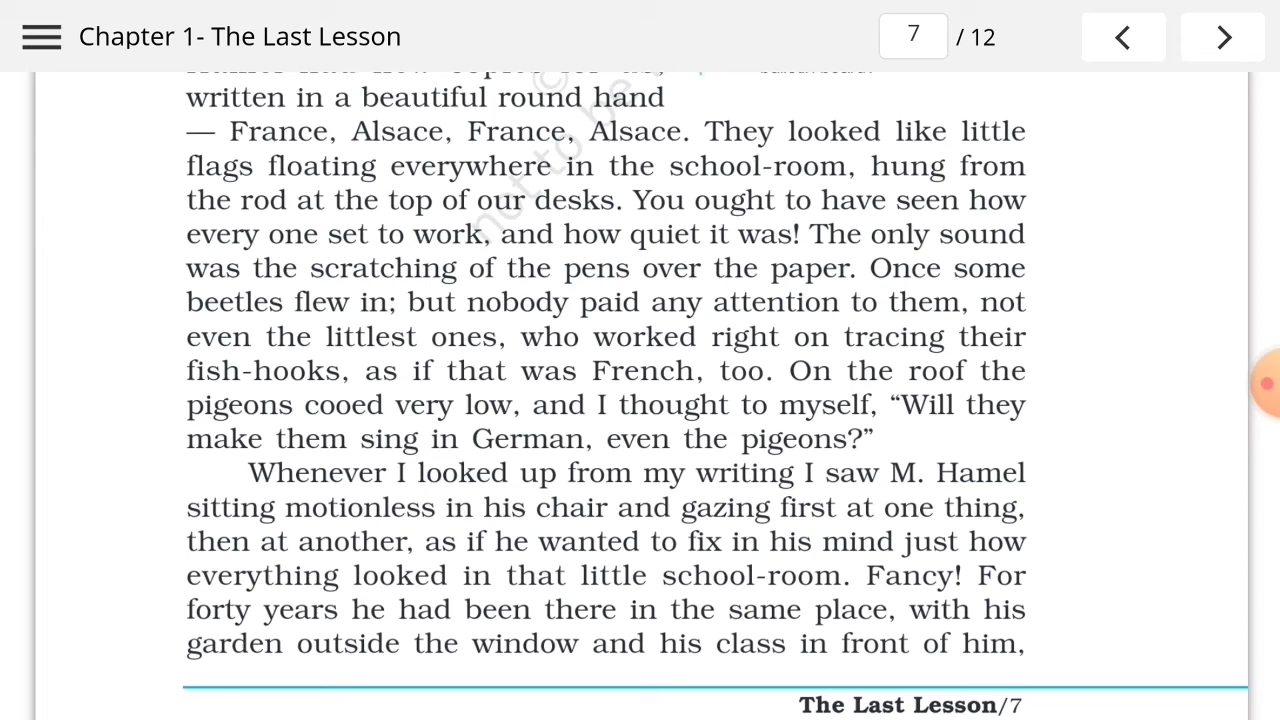 Chapter 1- The Last Lesson
7 / 12
written in a beautiful round hand
— France, Alsace, France, Alsace. They looked like little
flags floating everywhere in the school-room, hung from
the rod at the top of our desks. You ought to have seen how
every one set to work, and how quiet it was! The only sound
was the scratching of the pens over the paper. Once some
beetles flew in; but nobody paid any attention to them, not
even the littlest ones, who worked right on tracing their
fish-hooks, as if that was French, too. On the roof the
pigeons cooed very low, and I thought to myself, “Will they
make them sing in German, even the pigeons?”
Whenever I looked up from my writing I saw M. Hamel
sitting motionless in his chair and gazing first at one thing,
then at another, as if he wanted to fix in his mind just how
everything looked in that little school-room. Fancy! For
forty years he had been there in the same place, with his
garden outside the window and his class in front of him,
The Last Lesson/7
©
not to be